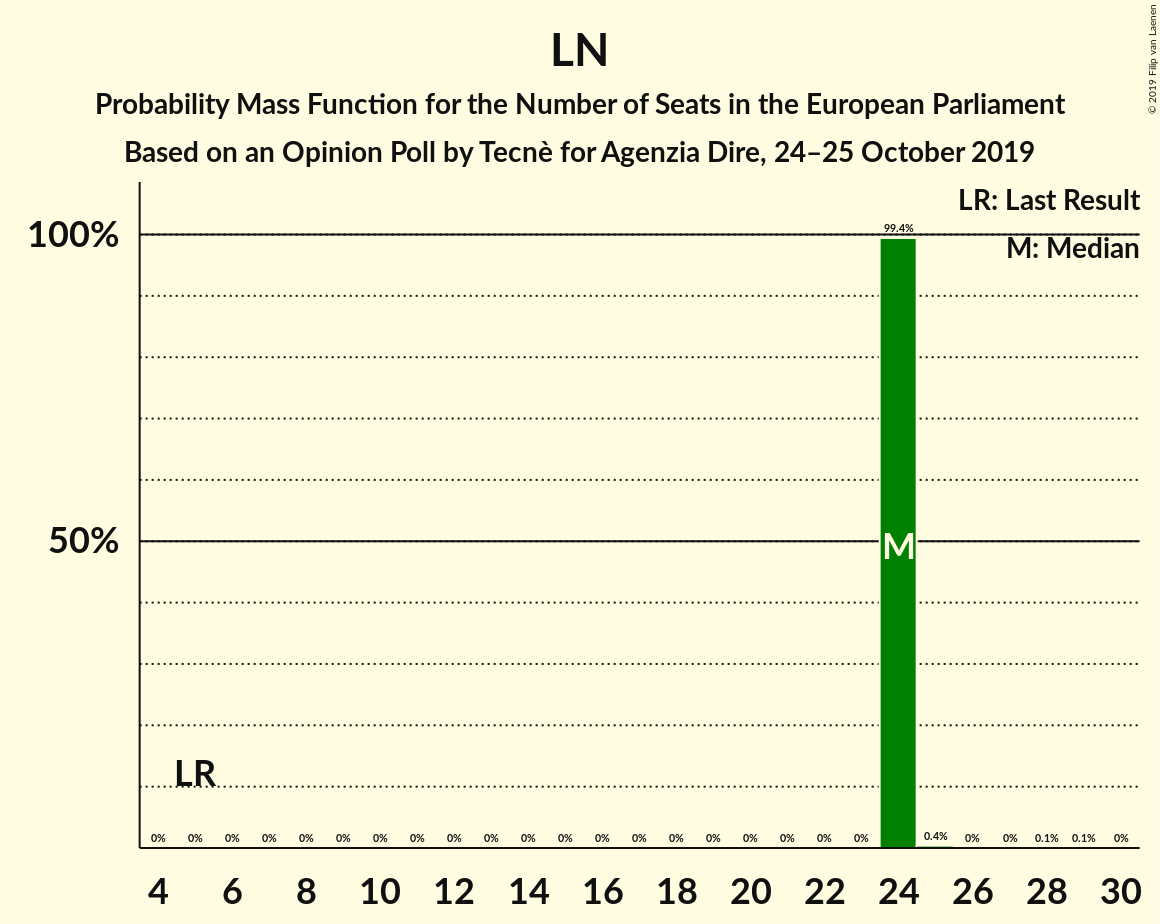 LN
Probability Mass Function for the Number of Seats in the European Parliament
Based on an Opinion Poll by Tecnè for Agenzia Dire, 24–25 October 2019
© 2019 Filip van Laenen
LR: Last Result
M: Median
100%
50%
99.4%
M
LR
0% 0% 0% 0% 0% 0% 0% 0% 0% 0% 0% 0% 0% 0% 0% 0% 0% 0% 0% 0% 0.4% 0% 0% 0.1% 0.1% 0%
4 6 8 10 12 14 16 18 20 22 24 26 28 30